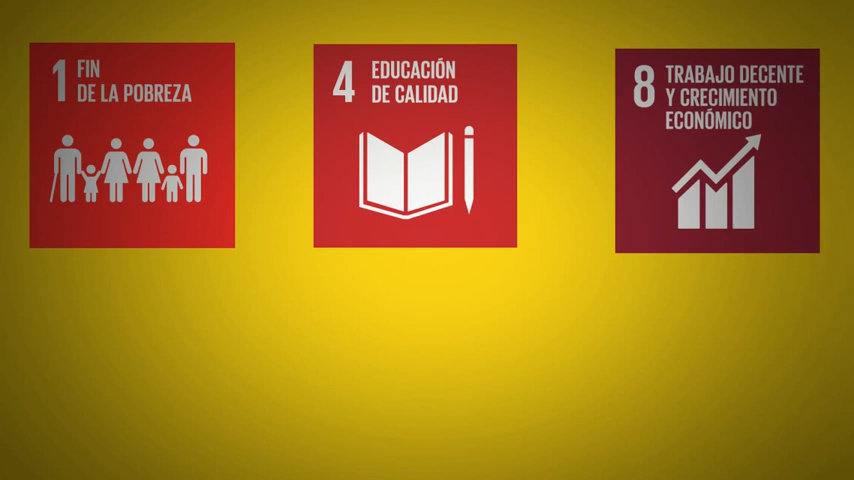 1 FIN
DE LA POBREZA
4 EDUCACIÓN
DE CALIDAD
8 TRABAJO DECENTE
Y CRECIMIENTO
ECONÓMICO